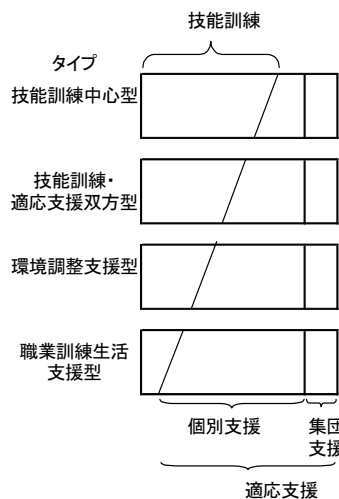 技能訓練
タイプ
技能訓練中心型
技能訓練・
適応支援双方型
環境調整支援型
職業訓練生活
支援型
個別支援
集団
支援
適応支援